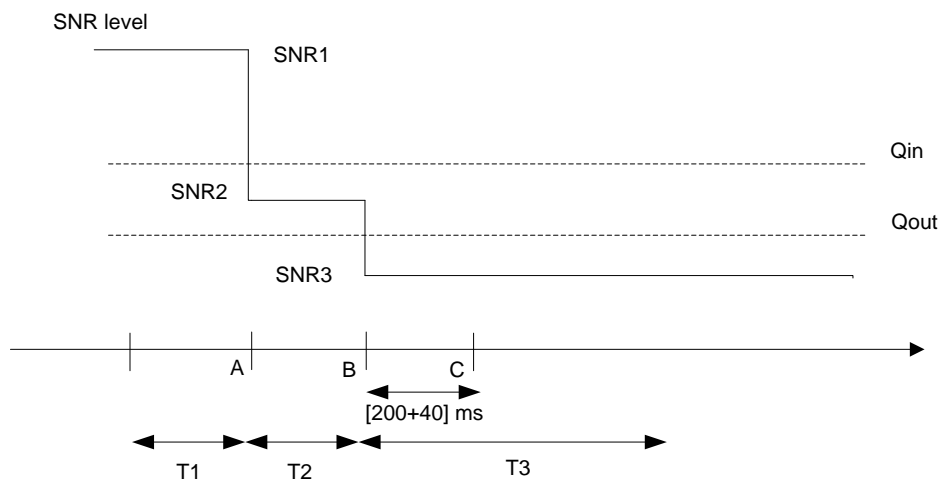 SNR level
SNR1
Qin
SNR2
Qout
SNR3
A
B
C
[200+40] ms
T1
T2
T3